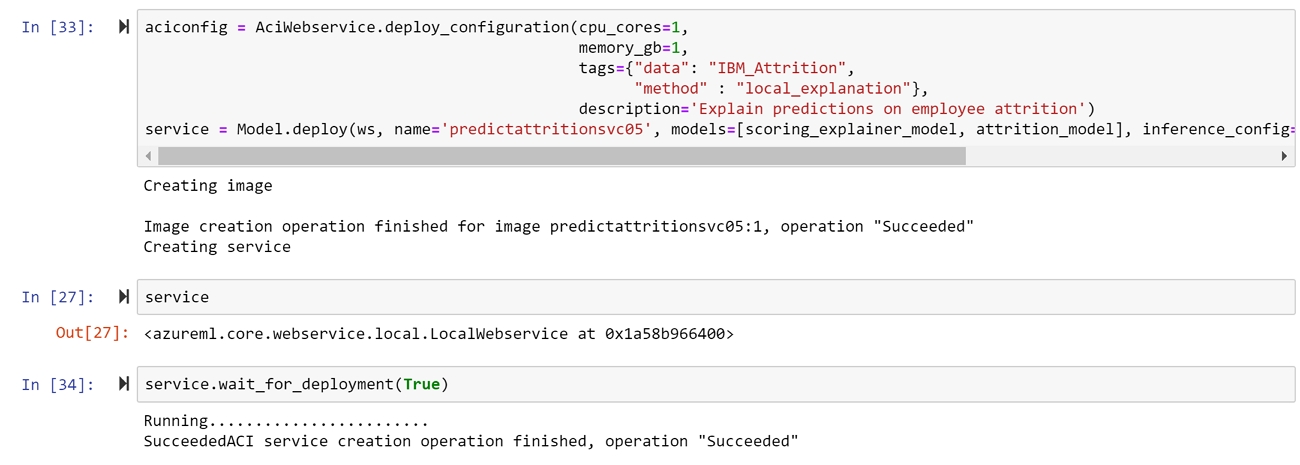 In [33]: aciconfig = AciWebservice.deploy_configuration(cpu_cores=1,
memory_gb=1,
tags={"data": "IBM_Attrition",
"method" : "local_explanation"},
description='Explain predictions on employee attrition')
service = Model.deploy(ws, name='predictattritionsvc05', models=[scoring_explainer_model, attrition_model], inference_config=
Creating image
Image creation operation finished for image predictattritionsvc05:1, operation "Succeeded"
Creating service
In [27]: service
Out[27]: <azureml.core.webservice.local.LocalWebservice at 0x1a58b966400>
In [34]: service.wait_for_deployment(True)
Running........................
SucceededACI service creation operation finished, operation "Succeeded"